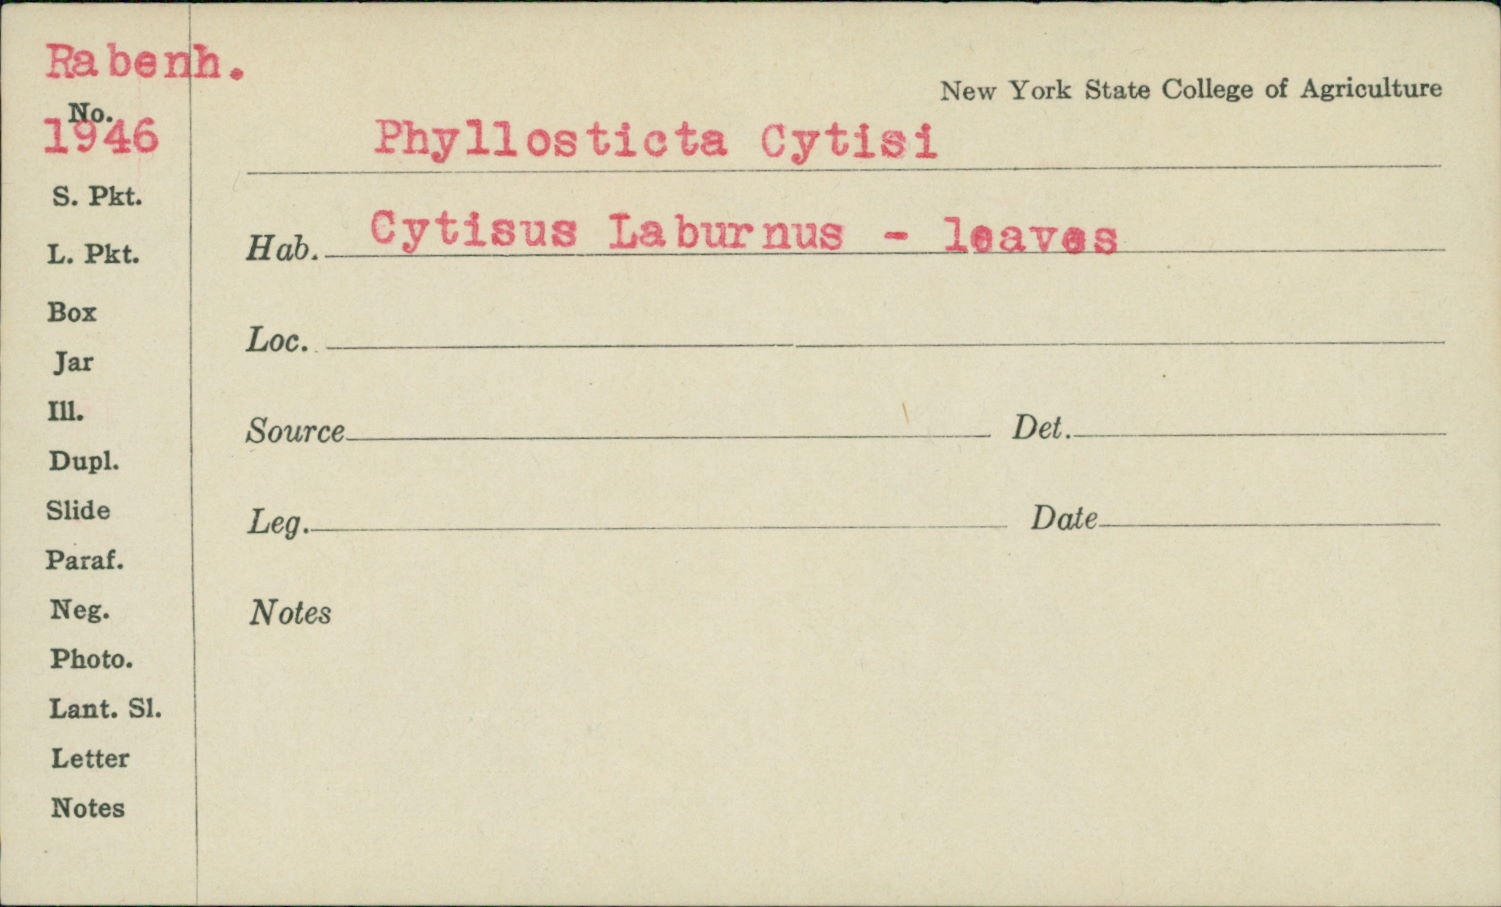 Rabenh.
New York State College of Agriculture
No.
1946
Phyllosticta Cytisi
S. Pkt.
Hab. Cytisus Laburnus - leaves
L. Pkt.
Box
Loc.
Jar
Ill.
Source Det.
Dupl.
Slide
Leg. Date
Paraf.
Neg.
Notes
Photo.
Lant. Sl.
Letter
Notes